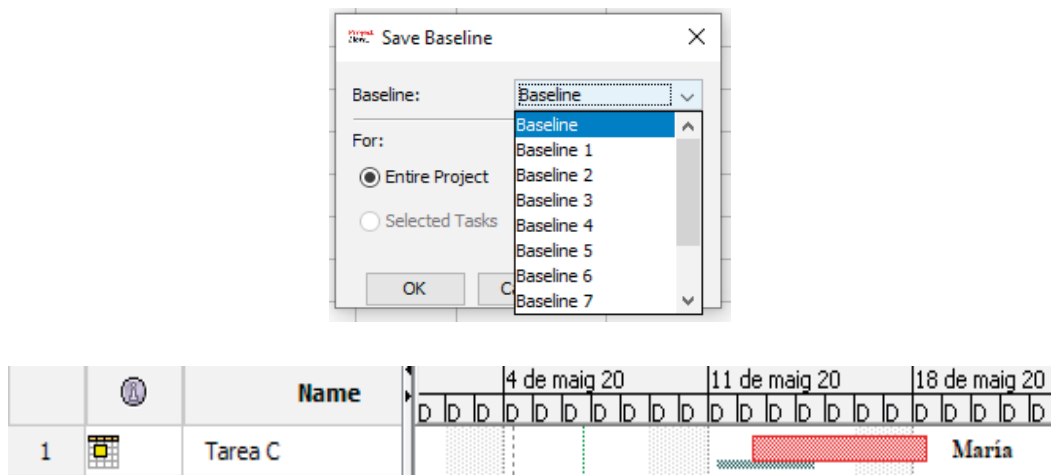 Save Baseline
Baseline: Baseline
Baseline
For:
Baseline 1
Entire Project
Baseline 2
Baseline 3
Selected Tasks
Baseline 4
Baseline 5
OK
Baseline 6
Baseline 7
4 de maig 20 11 de maig 20 18 de maig 20
Name
D D D D D D D D D D D D D D D D D D D D D D
1 Tarea C María